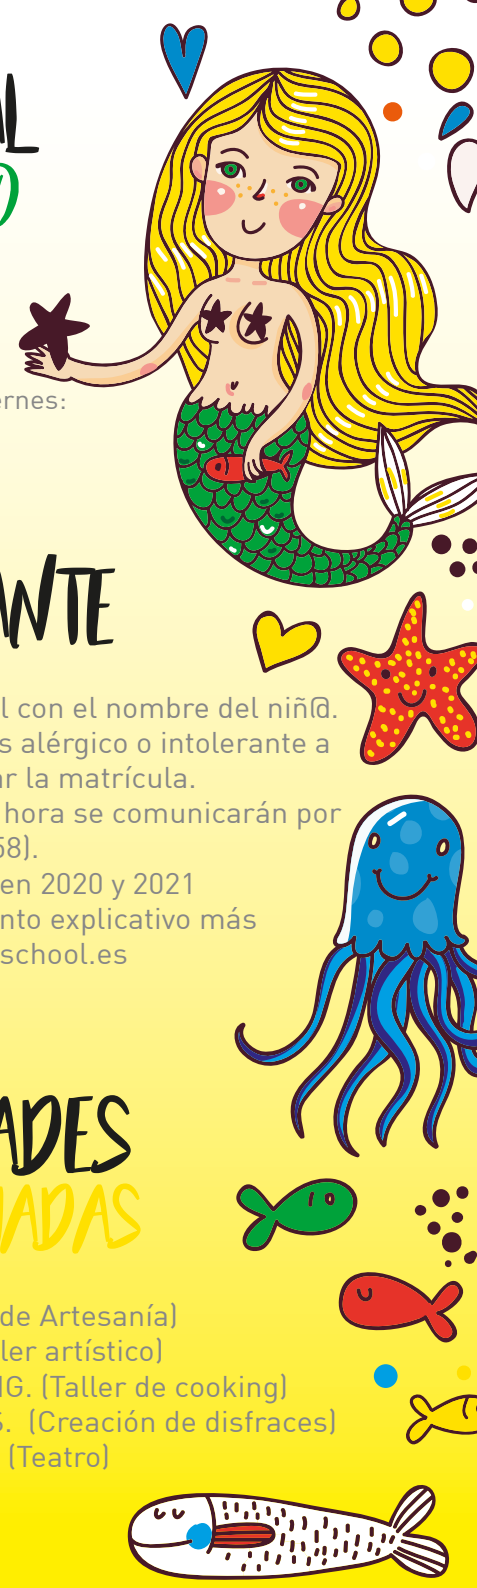 AL
O
ernes:
ANTE
l con el nombre del niñ@.
s alérgico o intolerante a
ar la matrícula.
hora se comunicarán por
58).
en 2020 y 2021
nto explicativo más
school.es
ADES
NADAS
de Artesanía)
ler artístico)
NG. (Taller de cooking)
S. (Creación de disfraces)
(Teatro)